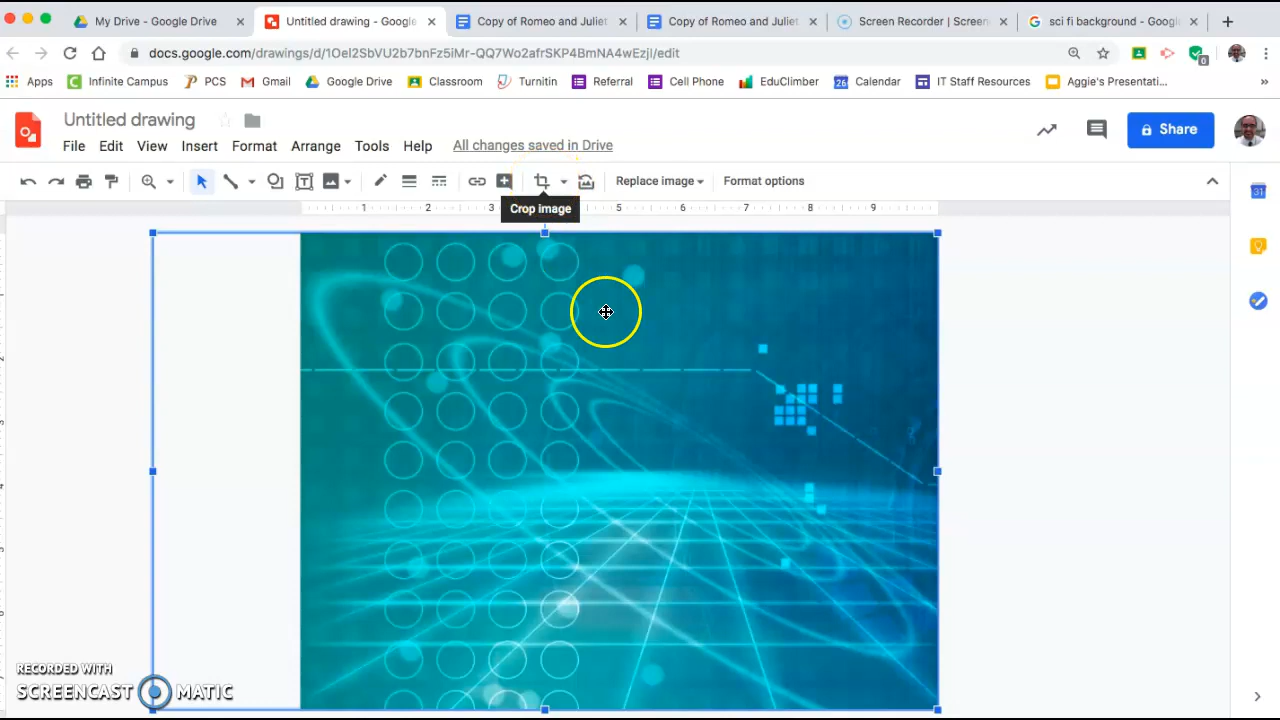 My Drive - Google Drive
Untitled drawing - Google
Copy of Romeo and Juliet
Copy of Romeo and Juliet
Screen Recorder | Screen
sci fi background - Google
docs.google.com/drawings/d/1OeI2SbVU2b7bnFz5iMr-QQ7Wo2afrSKP4BmNA4wEzjI/edit
0
Apps
Infinite Campus
PCS
Gmail
Google Drive
Classroom
Turnitin
Referral
Cell Phone
EduClimber
26
Calendar
IT Staff Resources
Aggie's Presentati...
Untitled drawing
Share
File Edit View Insert Format Arrange Tools Help All changes saved in Drive
Replace image Format options
31
Crop image
1 2 3 5 6 7 8 9
RECORDED WITH
SCREENCAST MATIC